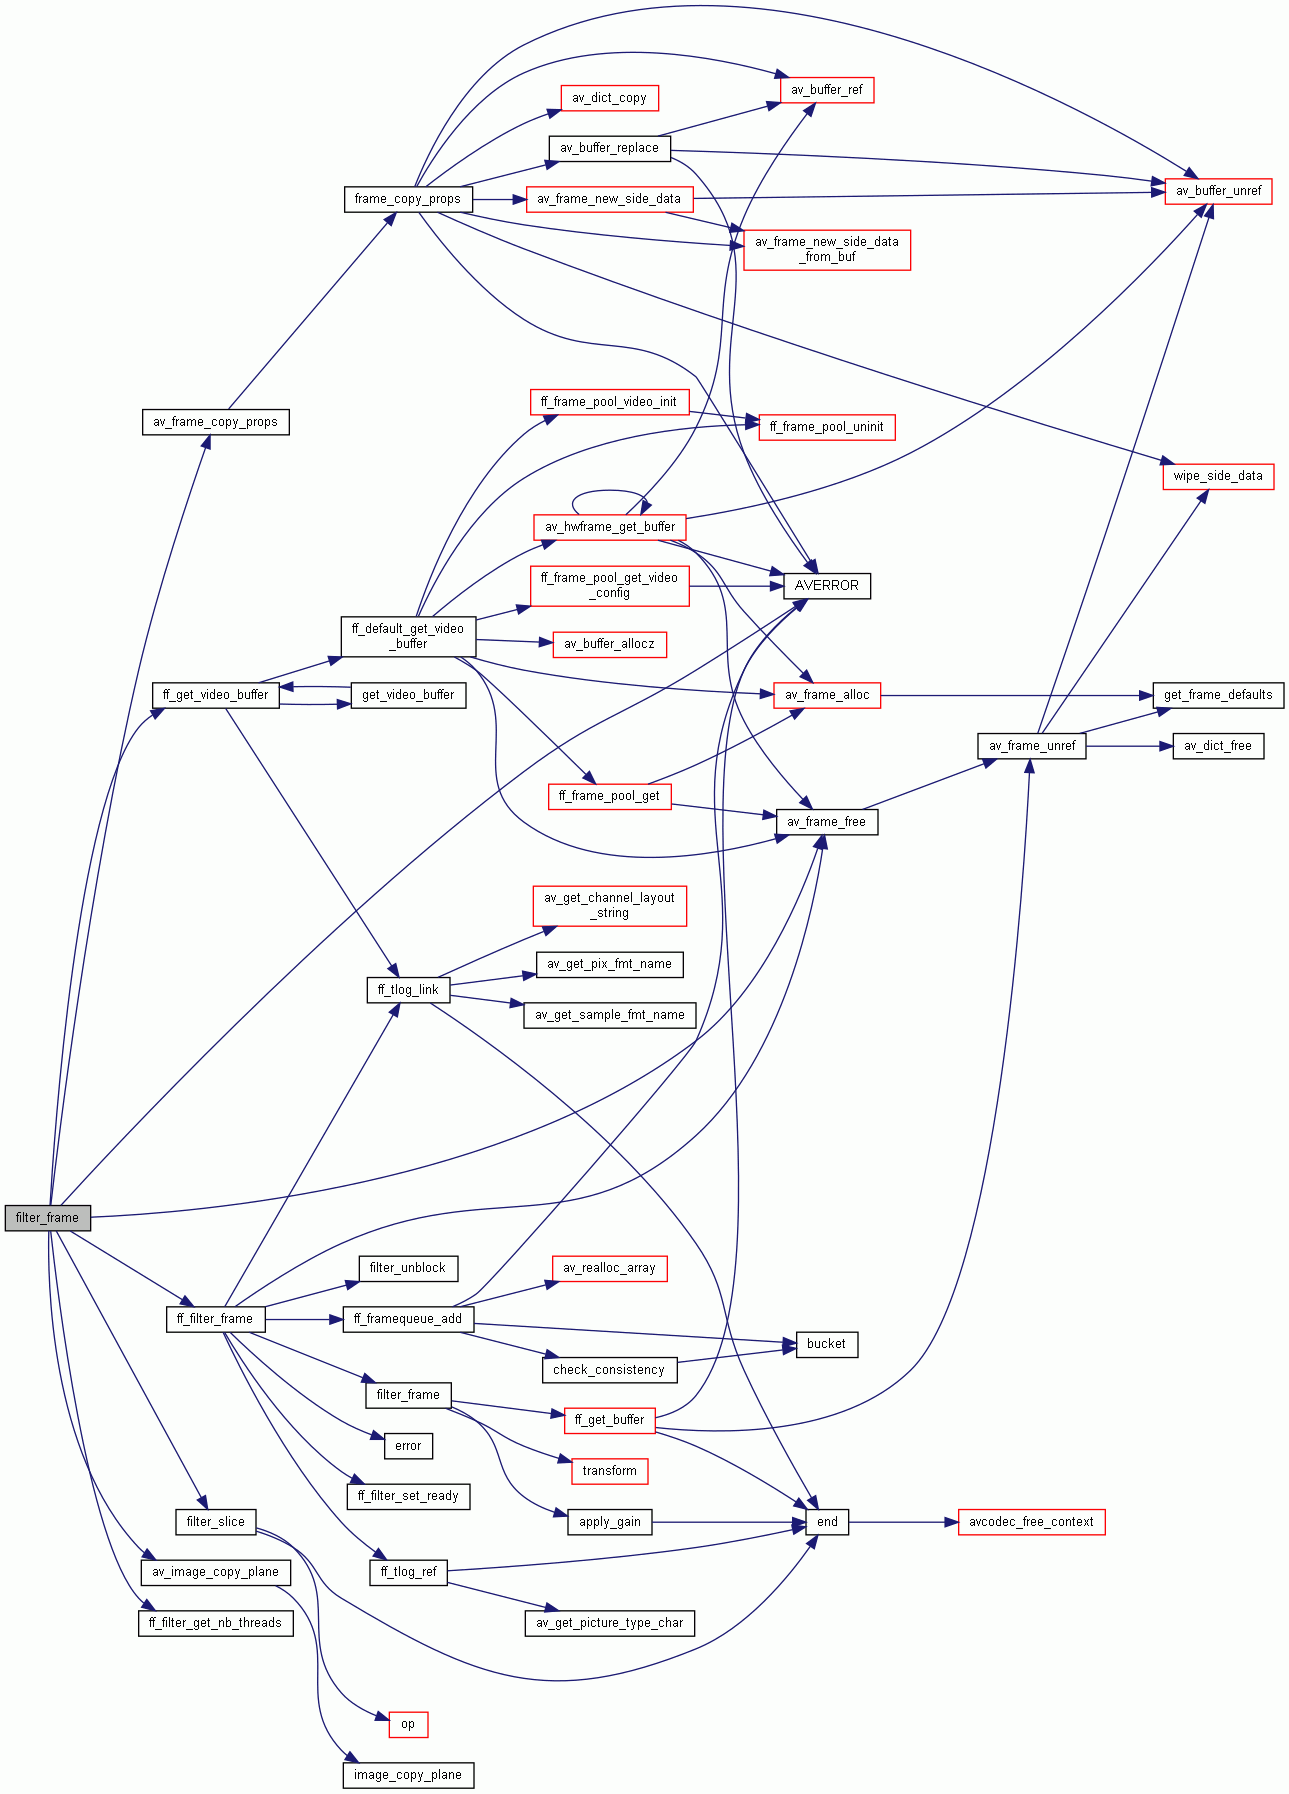 av_buffer_ref
av_dict_copy
av_buffer_replace
av_buffer_unref
frame_copy_props
av_frame_new_side_data
av_frame_new_side_data
_from_buf
ff_frame_pool_video_init
av_frame_copy_props
ff_frame_pool_uninit
wipe_side_data
av_hwframe_get_buffer
ff_frame_pool_get_video
_config
AVERROR
ff_default_get_video
_buffer
av_buffer_allocz
ff_get_video_buffer
get_video_buffer
av_frame_alloc
get_frame_defaults
av_frame_unref
av_dict_free
ff_frame_pool_get
av_frame_free
av_get_channel_layout
_string
av_get_pix_fmt_name
ff_tlog_link
av_get_sample_fmt_name
filter_frame
filter_unblock
av_realloc_array
ff_filter_frame
ff_framequeue_add
bucket
check_consistency
filter_frame
ff_get_buffer
error
transform
ff_filter_set_ready
filter_slice
apply_gain
end
avcodec_free_context
av_image_copy_plane
ff_tlog_ref
ff_filter_get_nb_threads
av_get_picture_type_char
op
image_copy_plane